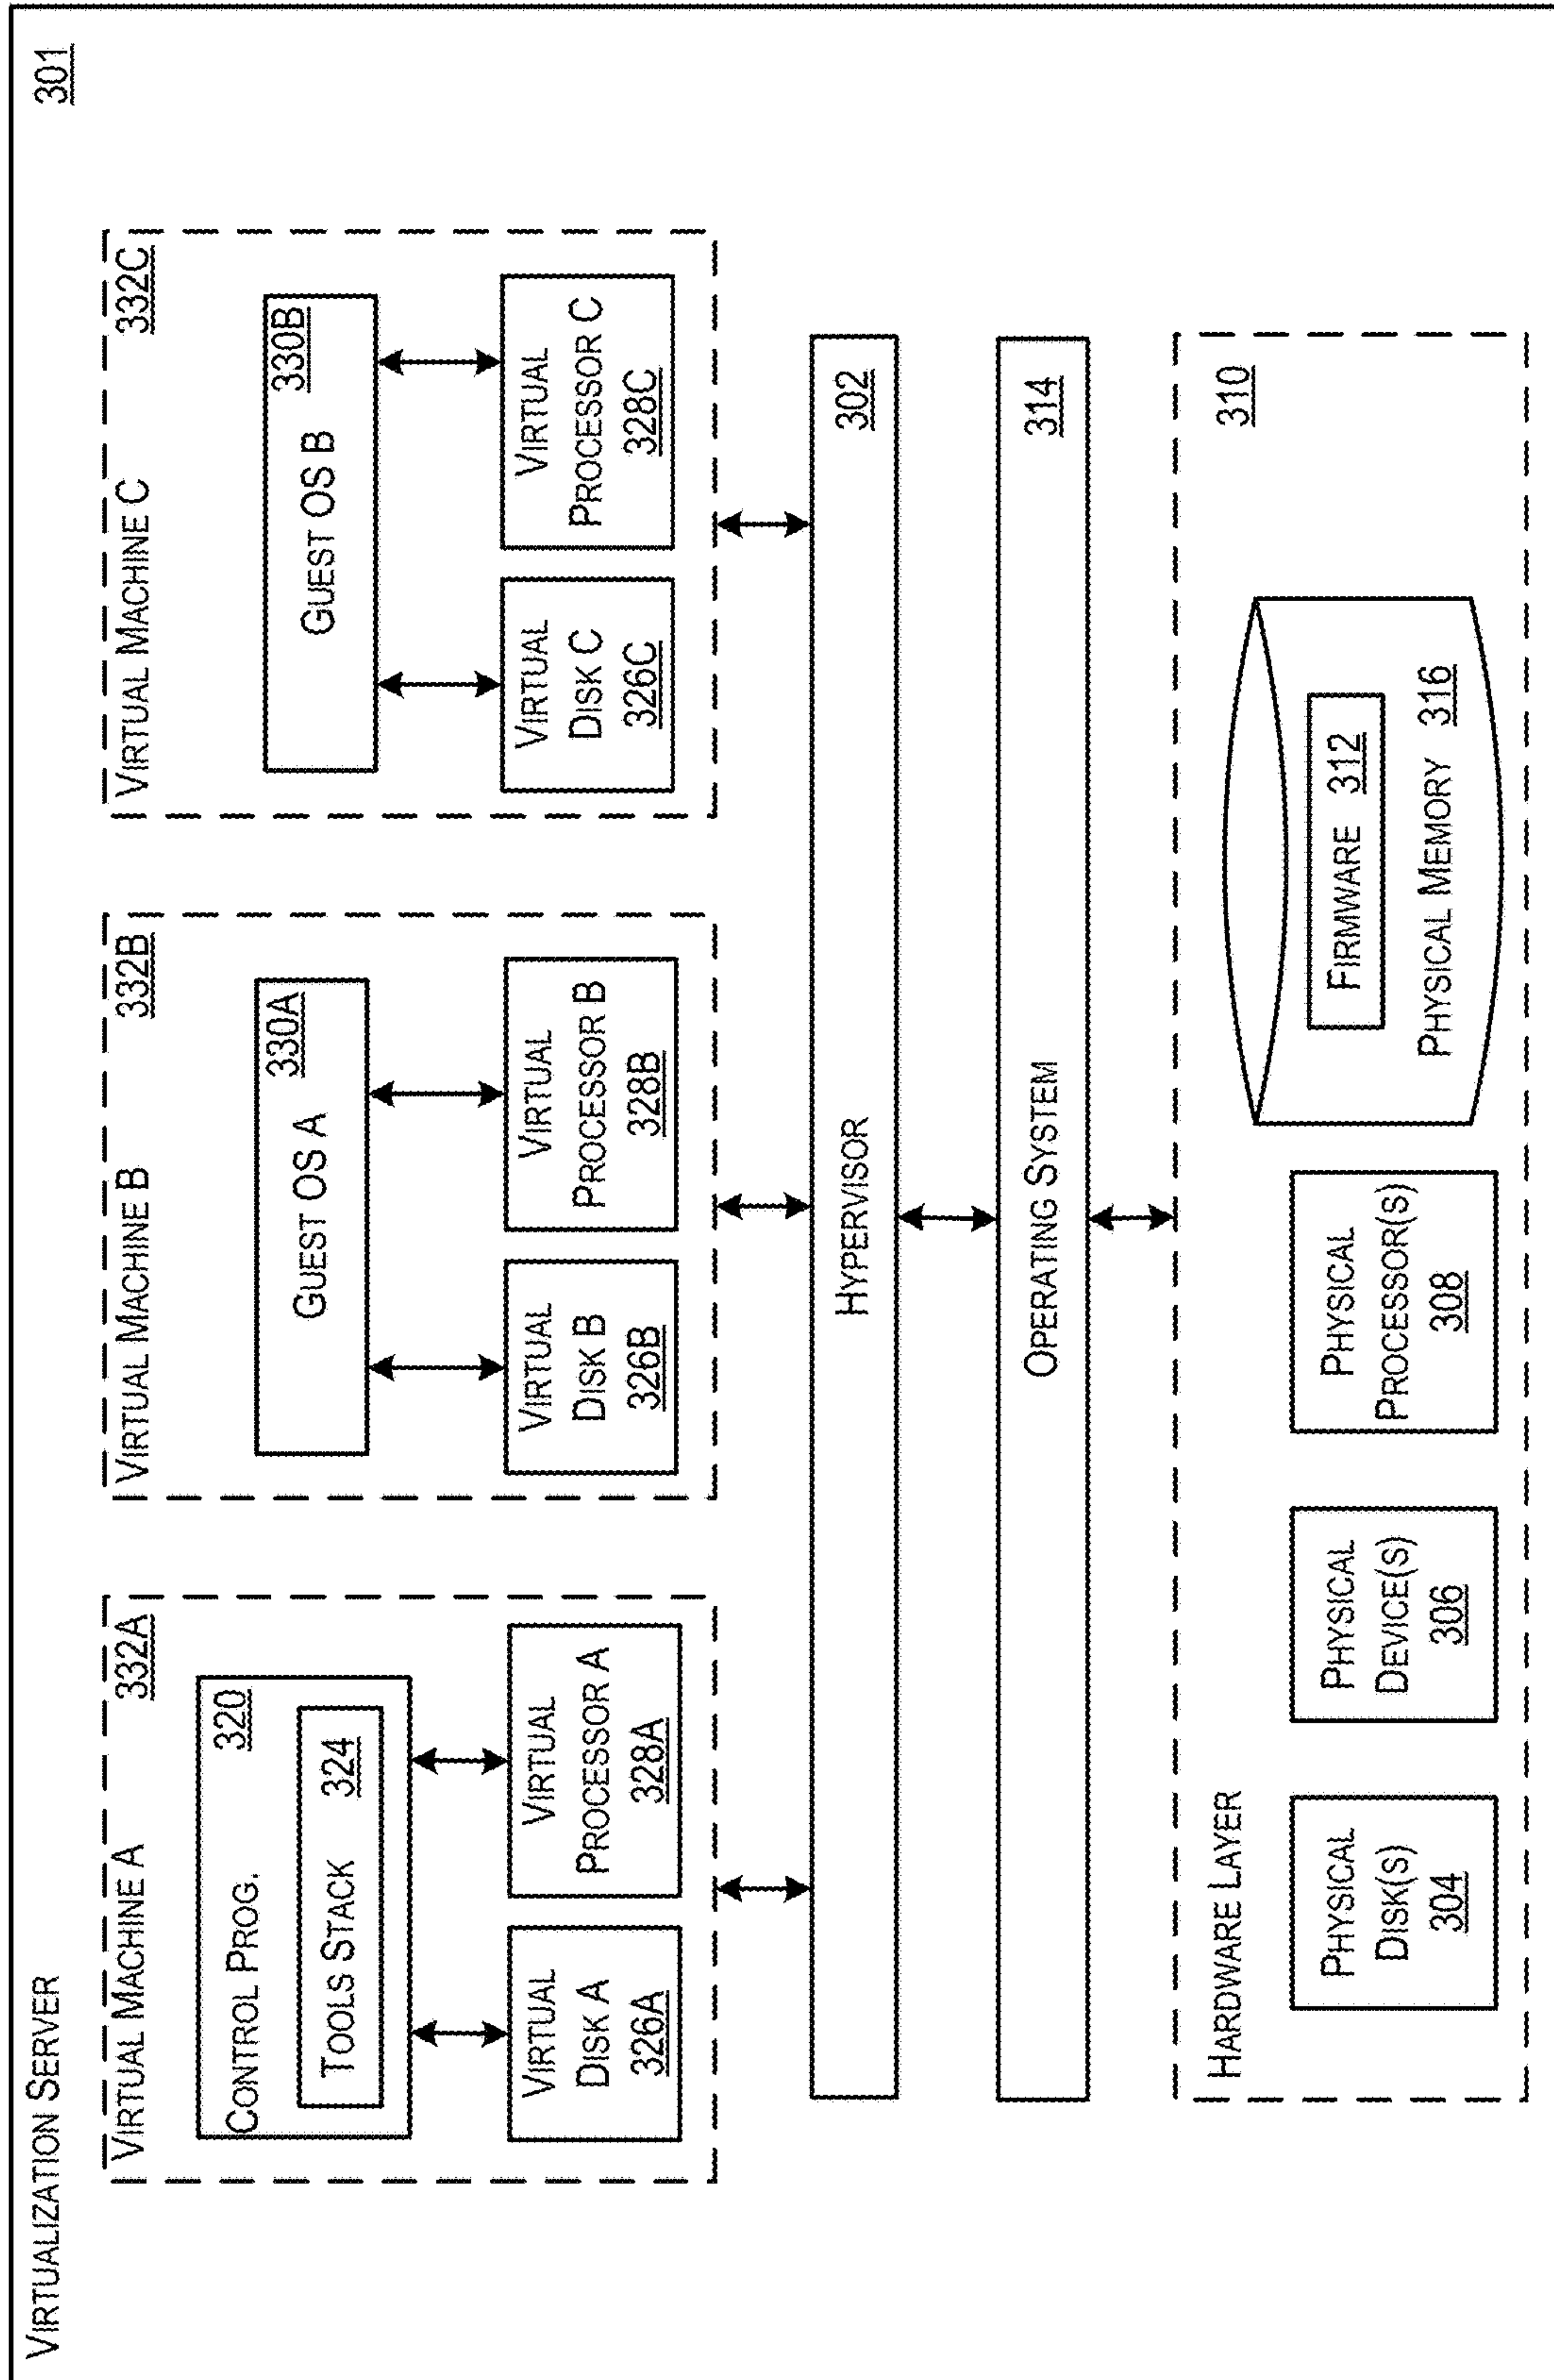 VIRTUALIZATION SERVER
301
VIRTUAL MACHINE A
332A
CONTROL PROG.
320
TOOLS STACK
324
VIRTUAL
DISK A
326A
VIRTUAL
PROCESSOR A
328A
VIRTUAL MACHINE B
332B
GUEST OS A
330A
VIRTUAL
DISK B
326B
VIRTUAL
PROCESSOR B
328B
VIRTUAL MACHINE C
332C
GUEST OS B
330B
VIRTUAL
DISK C
326C
VIRTUAL
PROCESSOR C
328C
HYPERVISOR
302
OPERATING SYSTEM
314
HARDWARE LAYER
310
PHYSICAL
DISK(S)
304
PHYSICAL
DEVICE(S)
306
PHYSICAL
PROCESSOR(S)
308
FIRMWARE 312
PHYSICAL MEMORY 316